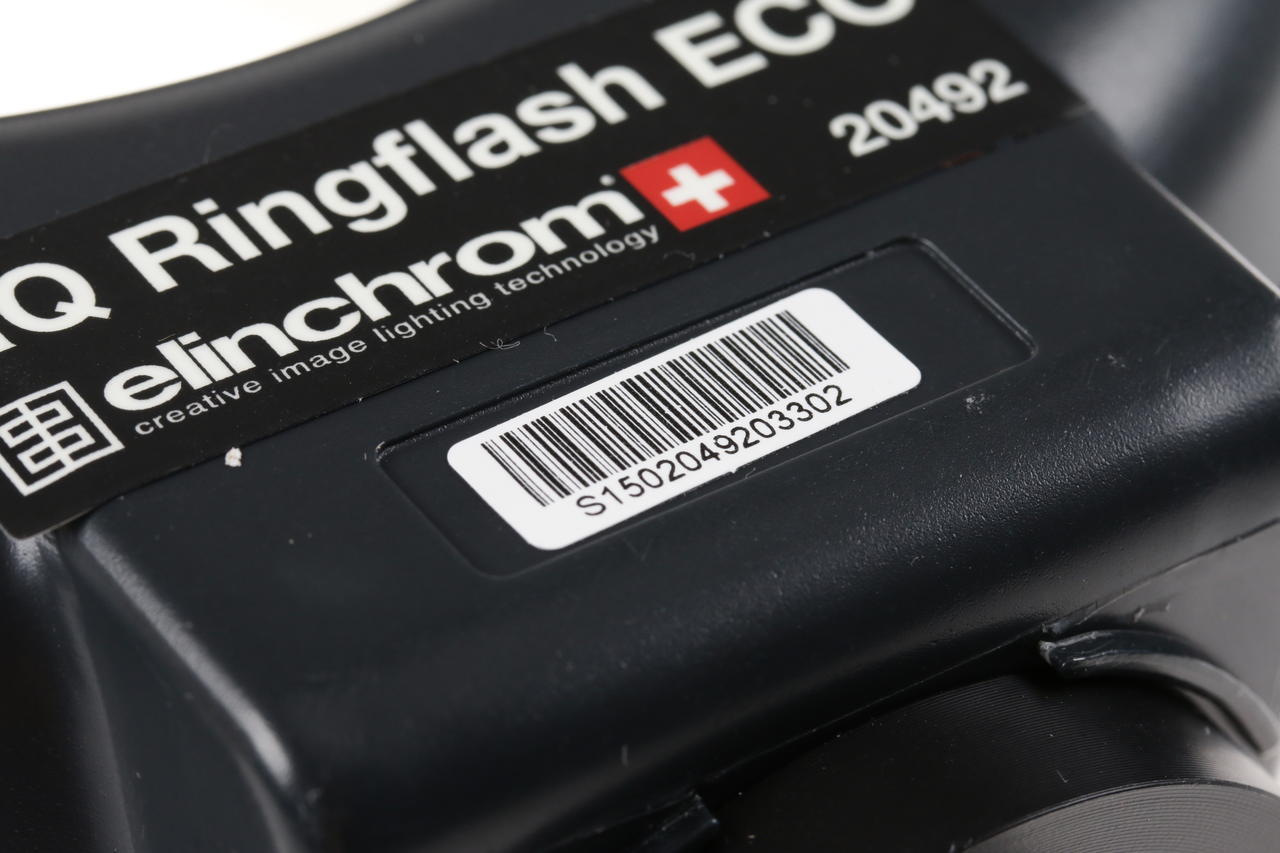 Q Ringflash ECO
20492
elinchrom
creative image lighting technology
S1502049203302